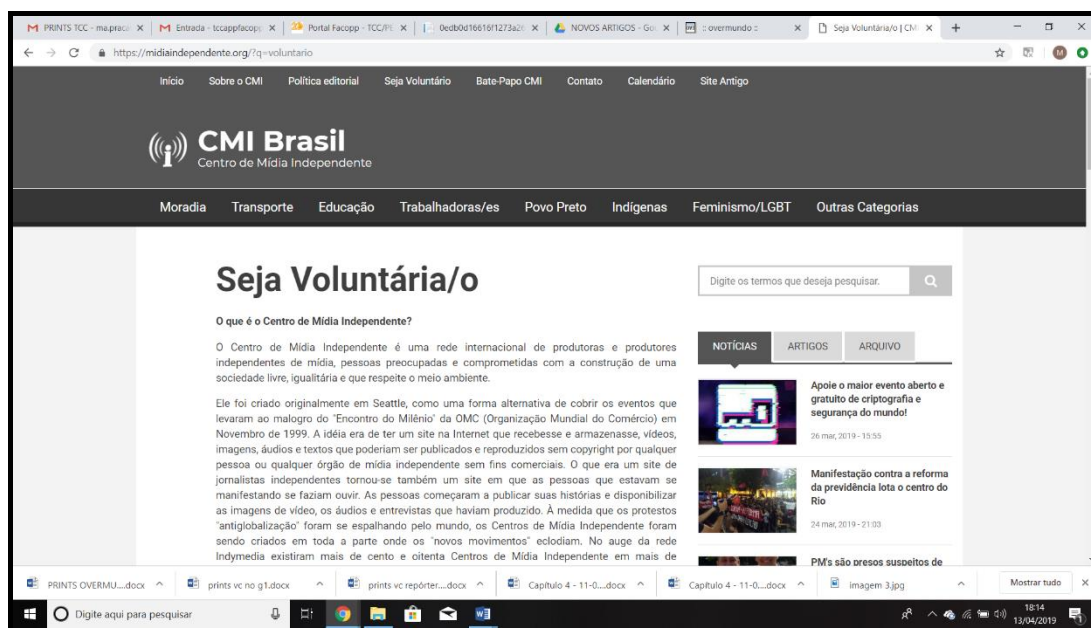 PRINTS TCC - ma.praca
Entrada - tccappfacopp
Portal Facopp - TCC/PE
0edb0d16616f1273a2
NOVOS ARTIGOS - Goo
:: overmundo ::
Seja Voluntária/o | CMI
https://midiaindependente.org/?q=voluntario
M
Início Sobre o CMI Política editorial Seja Voluntário Bate-Papo CMI Contato Calendário Site Antigo
CMI Brasil
Centro de Mídia Independente
Moradia Transporte Educação Trabalhadoras/es Povo Preto Indígenas Feminismo/LGBT Outras Categorias
Seja Voluntária/o
O que é o Centro de Mídia Independente?
O Centro de Mídia Independente é uma rede internacional de produtoras e produtores
independentes de mídia, pessoas preocupadas e comprometidas com a construção de uma
sociedade livre, igualitária e que respeite o meio ambiente.
Ele foi criado originalmente em Seattle, como uma forma alternativa de cobrir os eventos que
levaram ao malogro do "Encontro do Milênio" da OMC (Organização Mundial do Comércio) em
Novembro de 1999. A idéia era de ter um site na Internet que recebesse e armazenasse, vídeos,
imagens, áudios e textos que poderiam ser publicados e reproduzidos sem copyright por qualquer
pessoa ou qualquer órgão de mídia independente sem fins comerciais. O que era um site de
jornalistas independentes tornou-se também um site em que as pessoas que estavam se
manifestando se faziam ouvir. As pessoas começaram a publicar suas histórias e disponibilizar
as imagens de vídeo, os áudios e entrevistas que haviam produzido. À medida que os protestos
"antiglobalização" foram se espalhando pelo mundo, os Centros de Mídia Independente foram
sendo criados em toda a parte onde os "novos movimentos" eclodiam. No auge da rede
Indymedia existiram mais de cento e oitenta Centros de Mídia Independente em mais de
Digite os termos que deseja pesquisar.
NOTÍCIAS ARTIGOS ARQUIVO
Apoie o maior evento aberto e
gratuito de criptografia e
segurança do mundo!
26 mar, 2019 - 15:55
Manifestação contra a reforma
da previdência lota o centro do
Rio
24 mar, 2019 - 21:03
PM's são presos suspeitos de
PRINTS OVERMU....docx
prints vc no g1.docx
prints vc repórter....docx
Capítulo 4 - 11-0....docx
Capítulo 4 - 11-0....docx
imagem 3.jpg
Mostrar tudo
Digite aqui para pesquisar
18:14
13/04/2019